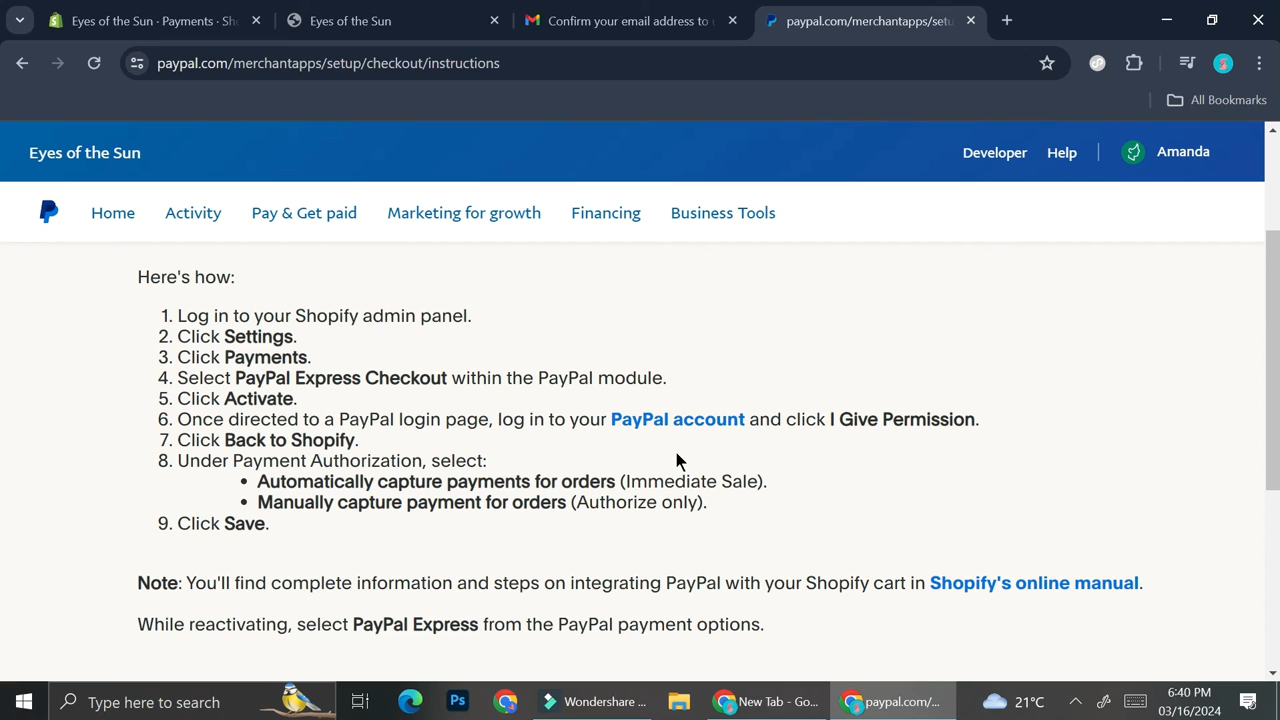 Eyes of the Sun · Payments · Sh
Eyes of the Sun
Confirm your email address to
paypal.com/merchantapps/setu
paypal.com/merchantapps/setup/checkout/instructions
All Bookmarks
Eyes of the Sun
Developer Help Amanda
Home Activity Pay & Get paid Marketing for growth Financing Business Tools
Here's how:
1. Log in to your Shopify admin panel.
2. Click Settings.
3. Click Payments.
4. Select PayPal Express Checkout within the PayPal module.
5. Click Activate.
6. Once directed to a PayPal login page, log in to your PayPal account and click I Give Permission.
7. Click Back to Shopify.
8. Under Payment Authorization, select:
• Automatically capture payments for orders (Immediate Sale).
• Manually capture payment for orders (Authorize only).
9. Click Save.
Note: You'll find complete information and steps on integrating PayPal with your Shopify cart in Shopify's online manual.
While reactivating, select PayPal Express from the PayPal payment options.
Type here to search
Ps
Wondershare ...
New Tab - Go...
paypal.com/...
21°C
6:40 PM
03/16/2024